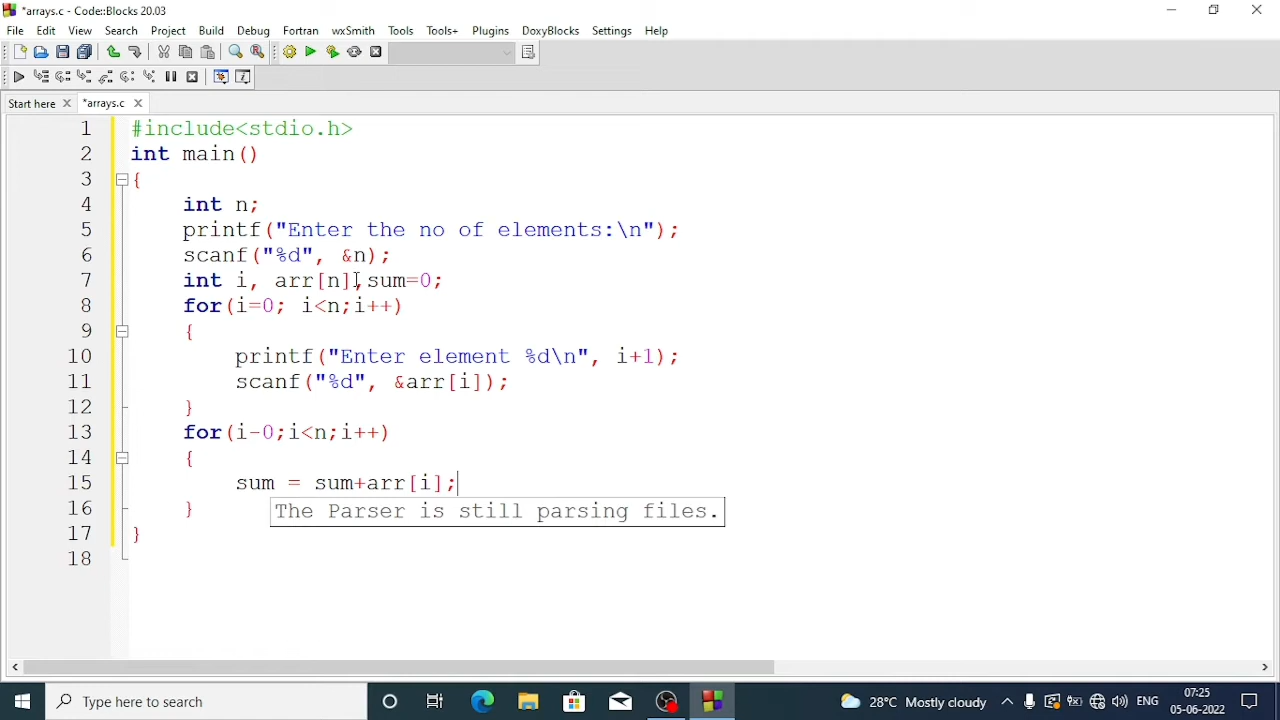 *arrays.c - Code::Blocks 20.03
File Edit View Search Project Build Debug Fortran wxSmith Tools Tools+ Plugins DoxyBlocks Settings Help
Start here *arrays.c
1 #include<stdio.h>
2 int main()
3 {
4 int n;
5 printf("Enter the no of elements:\n");
6 scanf("%d", &n);
7 int i, arr[n],sum=0;
8 for(i=0; i<n;i++)
9 {
10 printf("Enter element %d\n", i+1);
11 scanf("%d", &arr[i]);
12 }
13 for(i-0;i<n;i++)
14 {
15 sum = sum+arr[i];
16 }
The Parser is still parsing files.
17 }
18
Type here to search
28°C Mostly cloudy
ENG
07:25
05-06-2022